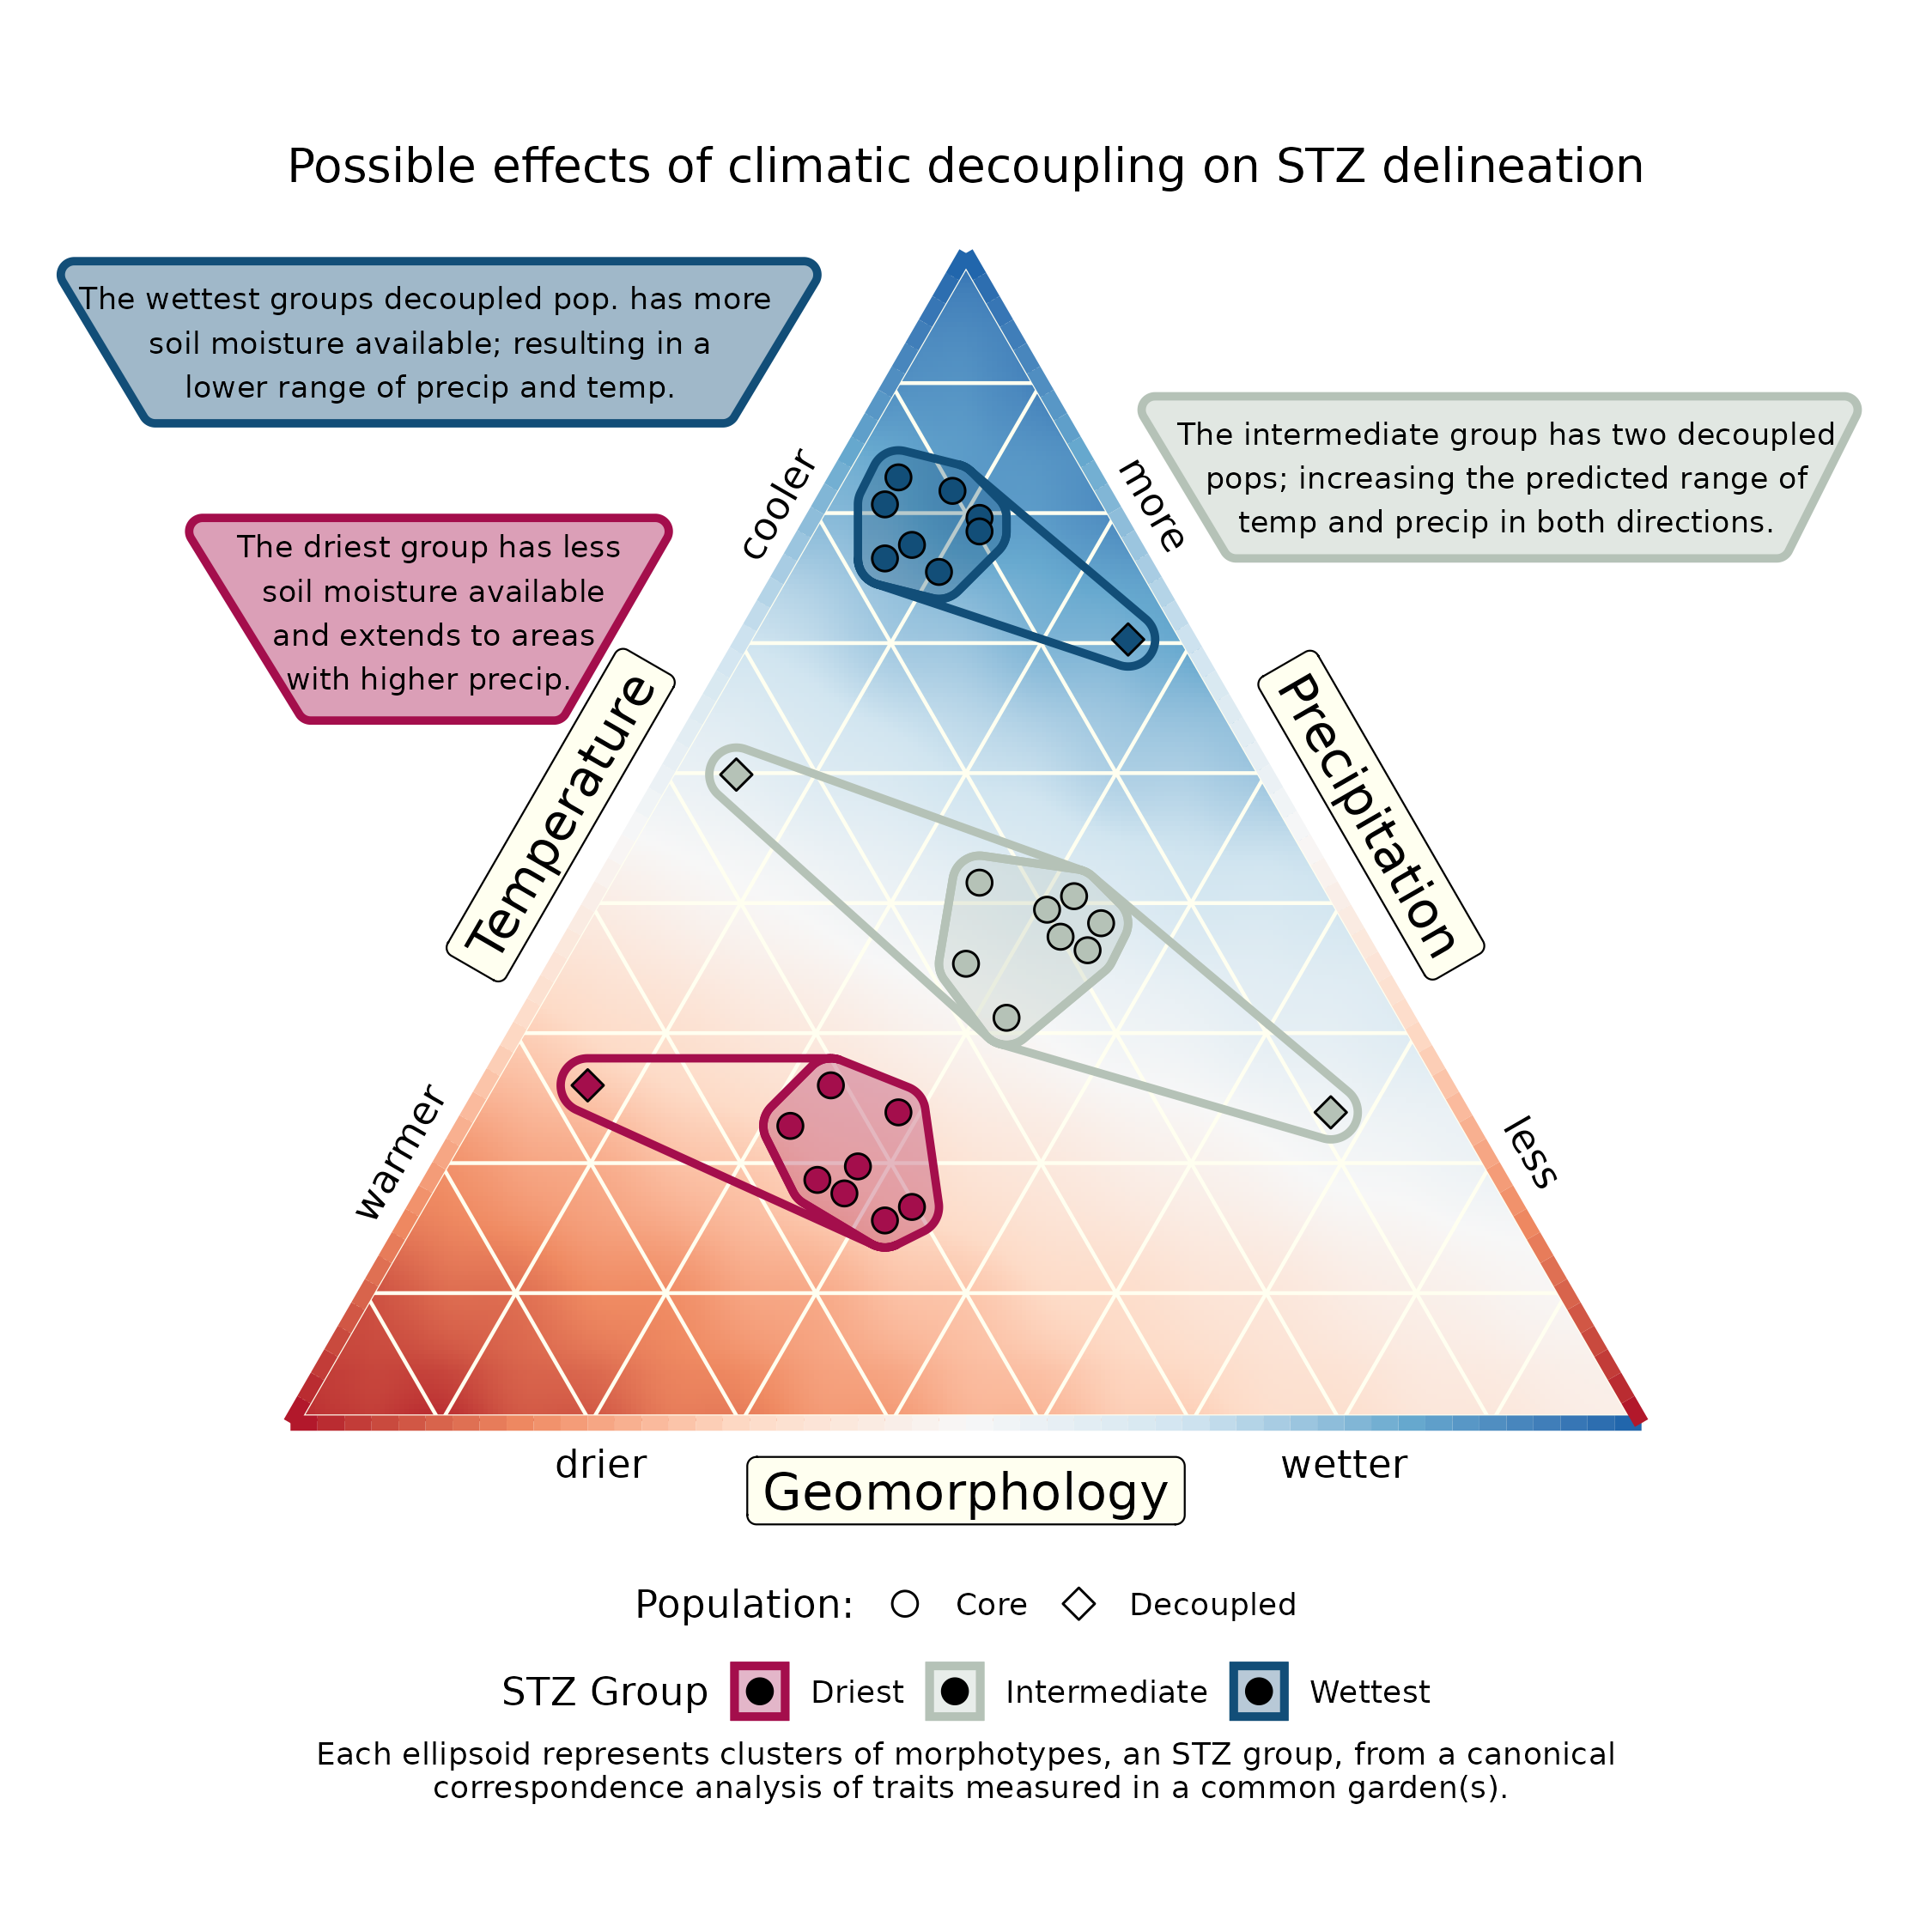 Possible effects of climatic decoupling on STZ delineation
The wettest groups decoupled pop. has more
soil moisture available; resulting in a
lower range of precip and temp.
The intermediate group has two decoupled
pops; increasing the predicted range of
temp and precip in both directions.
The driest group has less
soil moisture available
and extends to areas
with higher precip.
cooler
more
Temperature
Precipitation
warmer
less
drier
wetter
Geomorphology
Population: Core Decoupled
STZ Group Driest Intermediate Wettest
Each ellipsoid represents clusters of morphotypes, an STZ group, from a canonical
correspondence analysis of traits measured in a common garden(s).